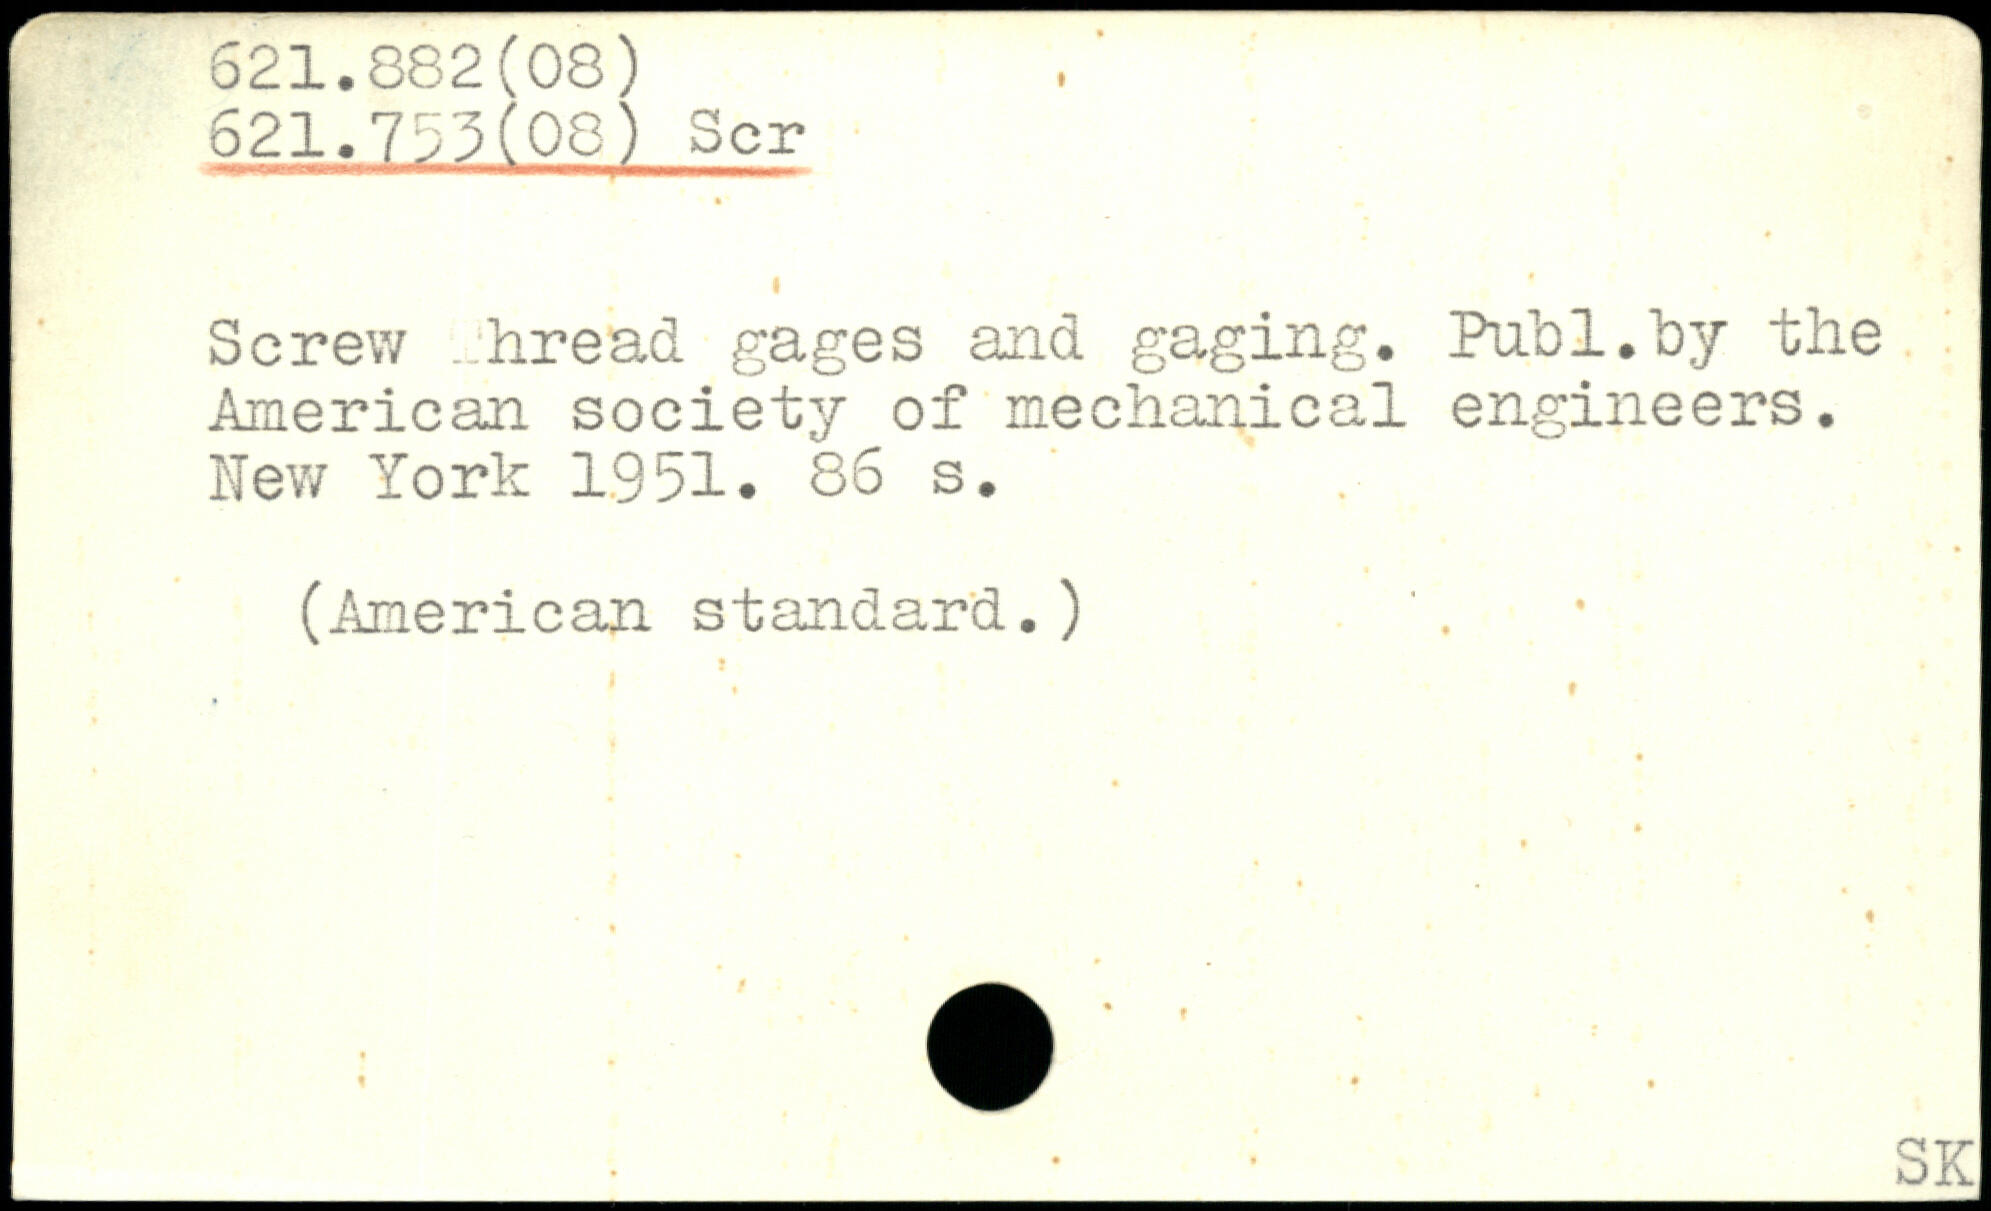 621.882(08)
621.753(08) Scr
Screw Thread gages and gaging. Publ.by the
American society of mechanical engineers.
New York 1951. 86 s.
(American standard.)
SK